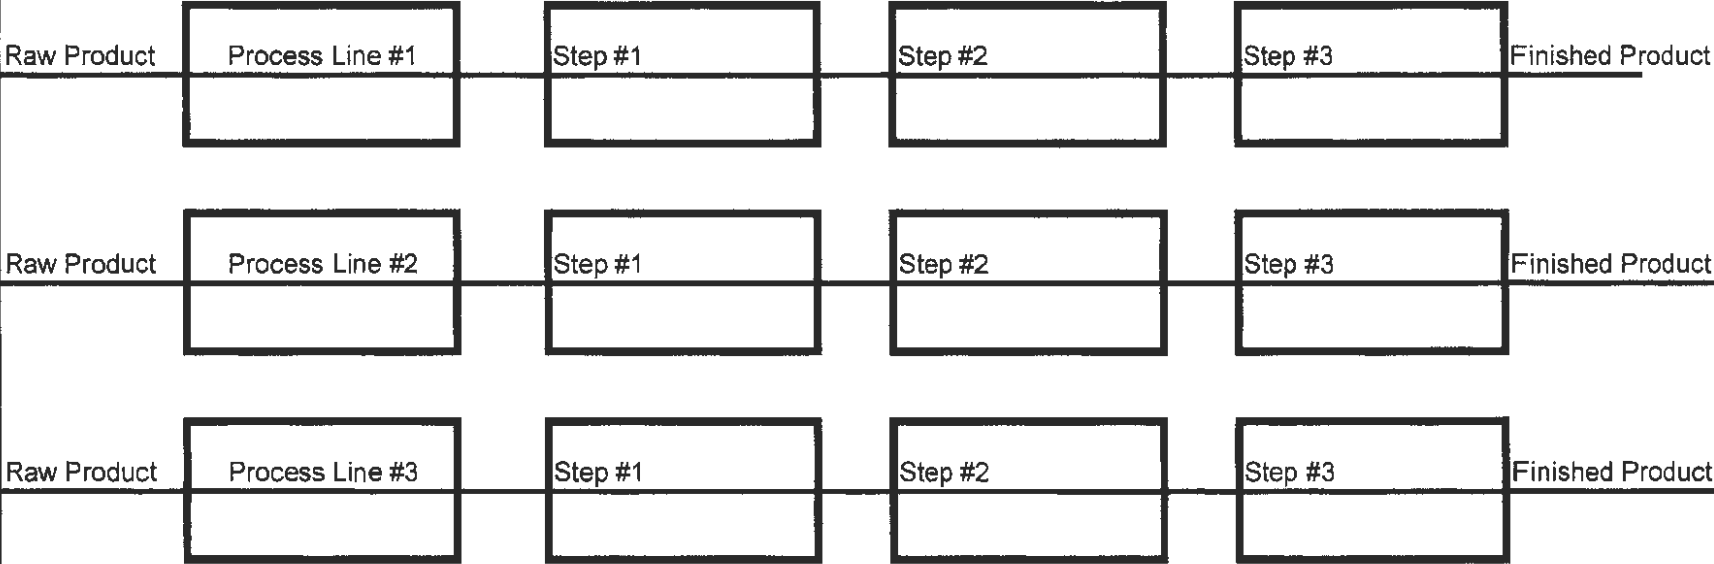 Raw Product Process Line #1 Step #1 Step #2 Step #3 Finished Product
Raw Product Process Line #2 Step #1 Step #2 Step #3 Finished Product
Raw Product Process Line #3 Step #1 Step #2 Step #3 Finished Product